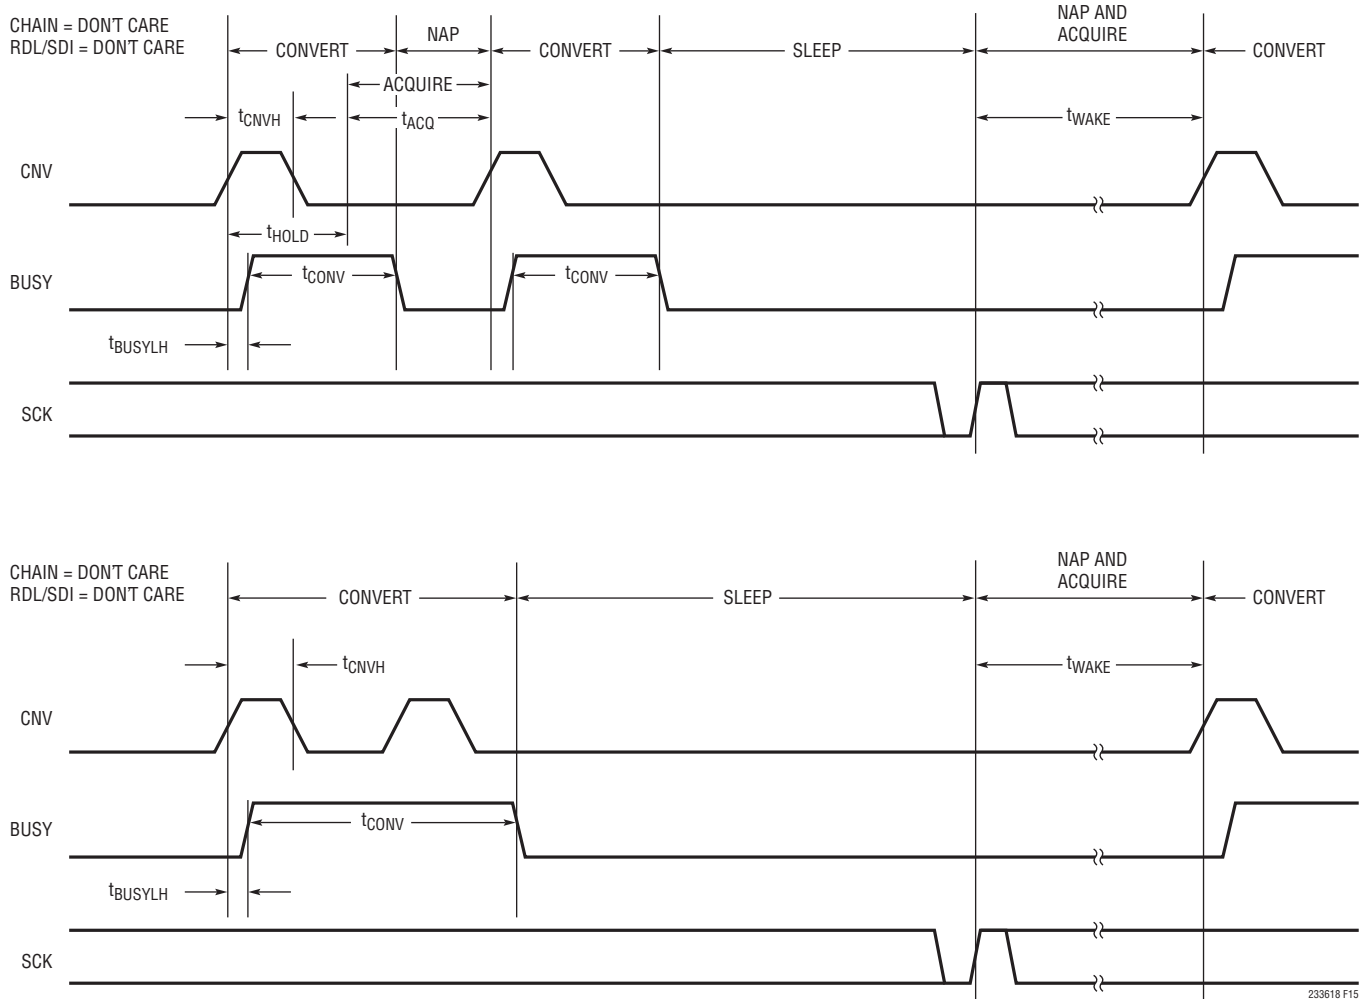 CHAIN = DON'T CARE
RDL/SDI = DON'T CARE
CONVERT
NAP
CONVERT
SLEEP
NAP AND
ACQUIRE
CONVERT
ACQUIRE
tCNVH
tACQ
tWAKE
CNV
tHOLD
BUSY
tCONV
tCONV
tBUSYLH
SCK
CHAIN = DON'T CARE
RDL/SDI = DON'T CARE
CONVERT
SLEEP
NAP AND
ACQUIRE
CONVERT
tCNVH
tWAKE
CNV
BUSY
tCONV
tBUSYLH
SCK
233618 F15